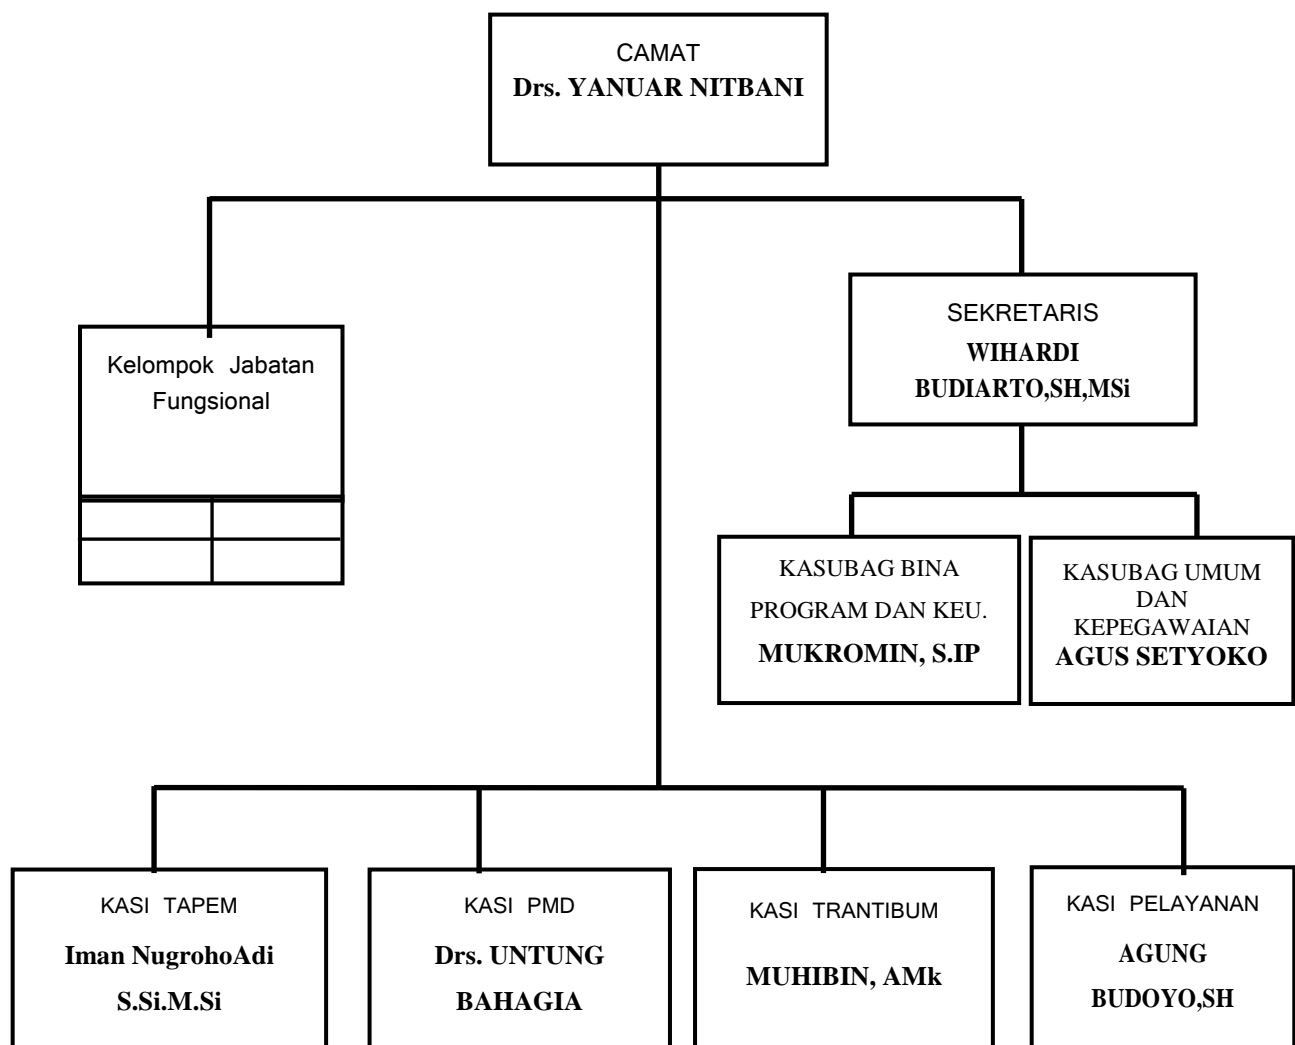 CAMAT
Drs. YANUAR NITBANI
SEKRETARIS
WIHARDI
BUDIARTO,SH,MSi
Kelompok Jabatan
Fungsional
KASUBAG BINA
PROGRAM DAN KEU.
MUKROMIN, S.IP
KASUBAG UMUM
DAN
KEPEGAWAIAN
AGUS SETYOKO
KASI TAPEM
Iman NugrohoAdi
S.Si.M.Si
KASI PMD
Drs. UNTUNG
BAHAGIA
KASI TRANTIBUM
MUHIBIN, AMk
KASI PELAYANAN
AGUNG
BUDOYO,SH